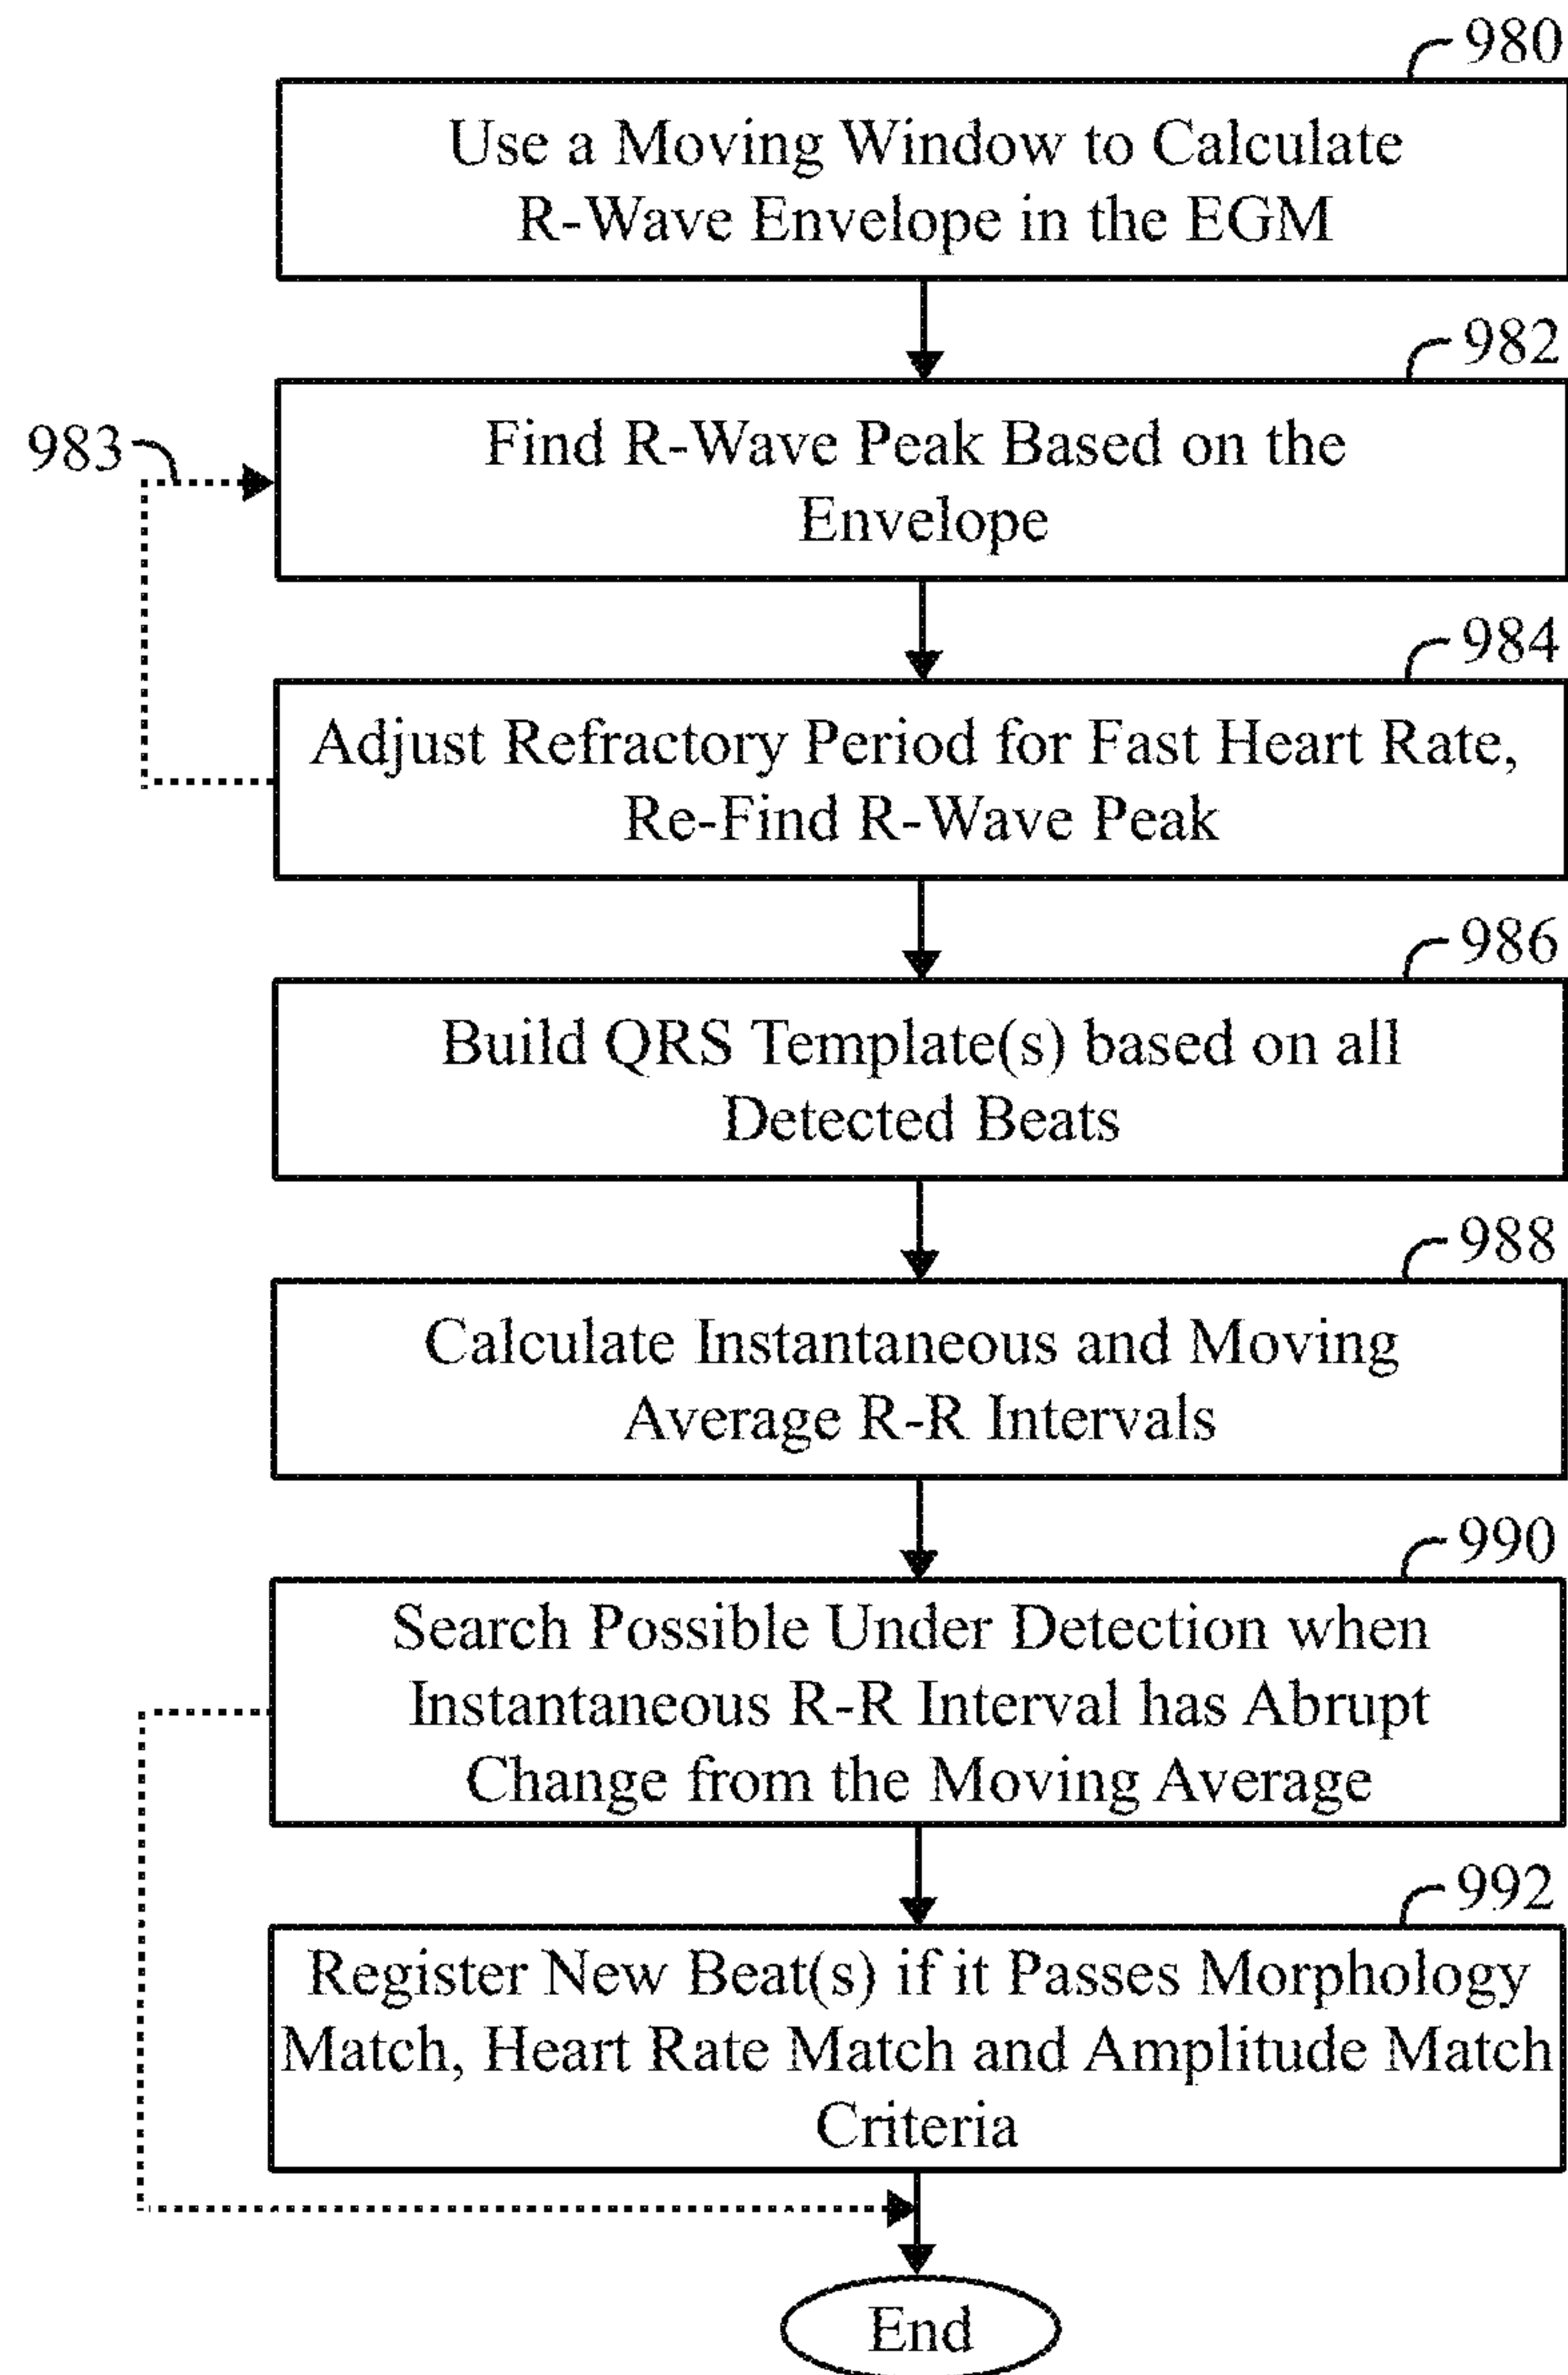 980
Use a Moving Window to Calculate
R-Wave Envelope in the EGM
982
983
Find R-Wave Peak Based on the
Envelope
984
Adjust Refractory Period for Fast Heart Rate,
Re-Find R-Wave Peak
986
Build QRS Template(s) based on all
Detected Beats
988
Calculate Instantaneous and Moving
Average R-R Intervals
990
Search Possible Under Detection when
Instantaneous R-R Interval has Abrupt
Change from the Moving Average
992
Register New Beat(s) if it Passes Morphology
Match, Heart Rate Match and Amplitude Match
Criteria
End